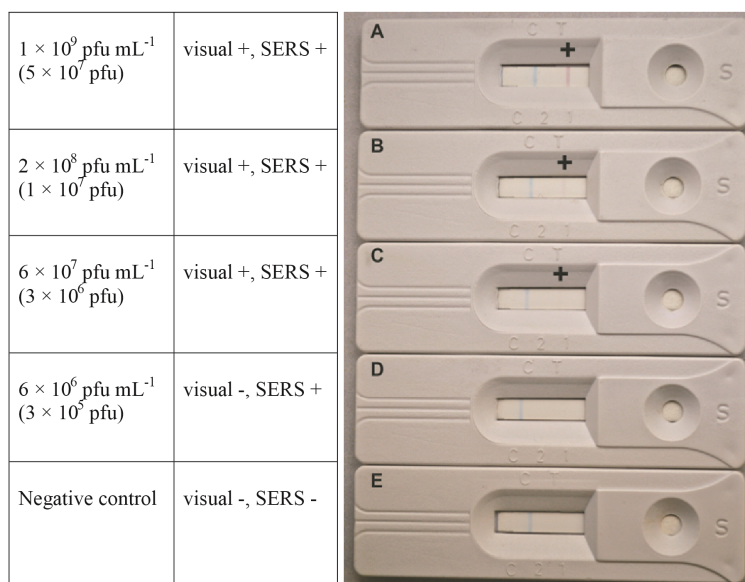 1 × 10⁹ pfu mL⁻¹ visual +, SERS +
(5 × 10⁷ pfu)
A
C T
+
S
C 2 1
2 × 10⁸ pfu mL⁻¹ visual +, SERS +
(1 × 10⁷ pfu)
B
+
S
C 2 1
6 × 10⁷ pfu mL⁻¹ visual +, SERS +
(3 × 10⁶ pfu)
C
C T
+
S
C 2 1
6 × 10⁶ pfu mL⁻¹ visual -, SERS +
(3 × 10⁵ pfu)
D
C T
S
C 2 1
Negative control visual -, SERS -
E
C T
S